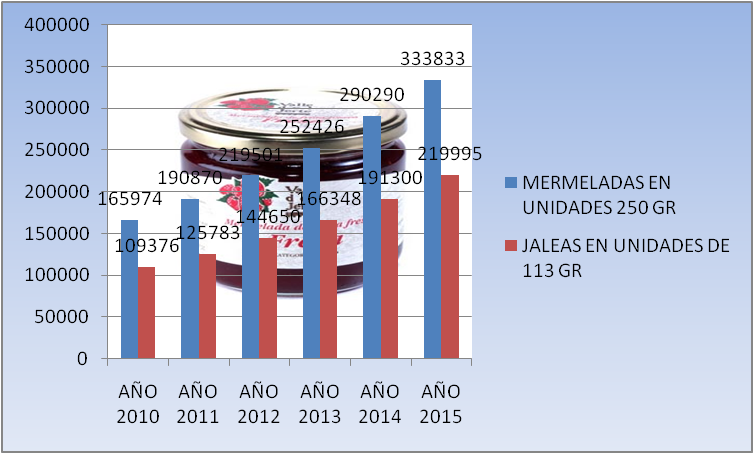 400000
350000
300000
250000
200000
150000
100000
50000
0
165974
190870
219501
252426
290290
333833
109376
125783
144650
166348
191300
219995
AÑO 2010
AÑO 2011
AÑO 2012
AÑO 2013
AÑO 2014
AÑO 2015
MERMELADAS EN
UNIDADES 250 GR
JALEAS EN UNIDADES DE
113 GR
Valle
Jerte